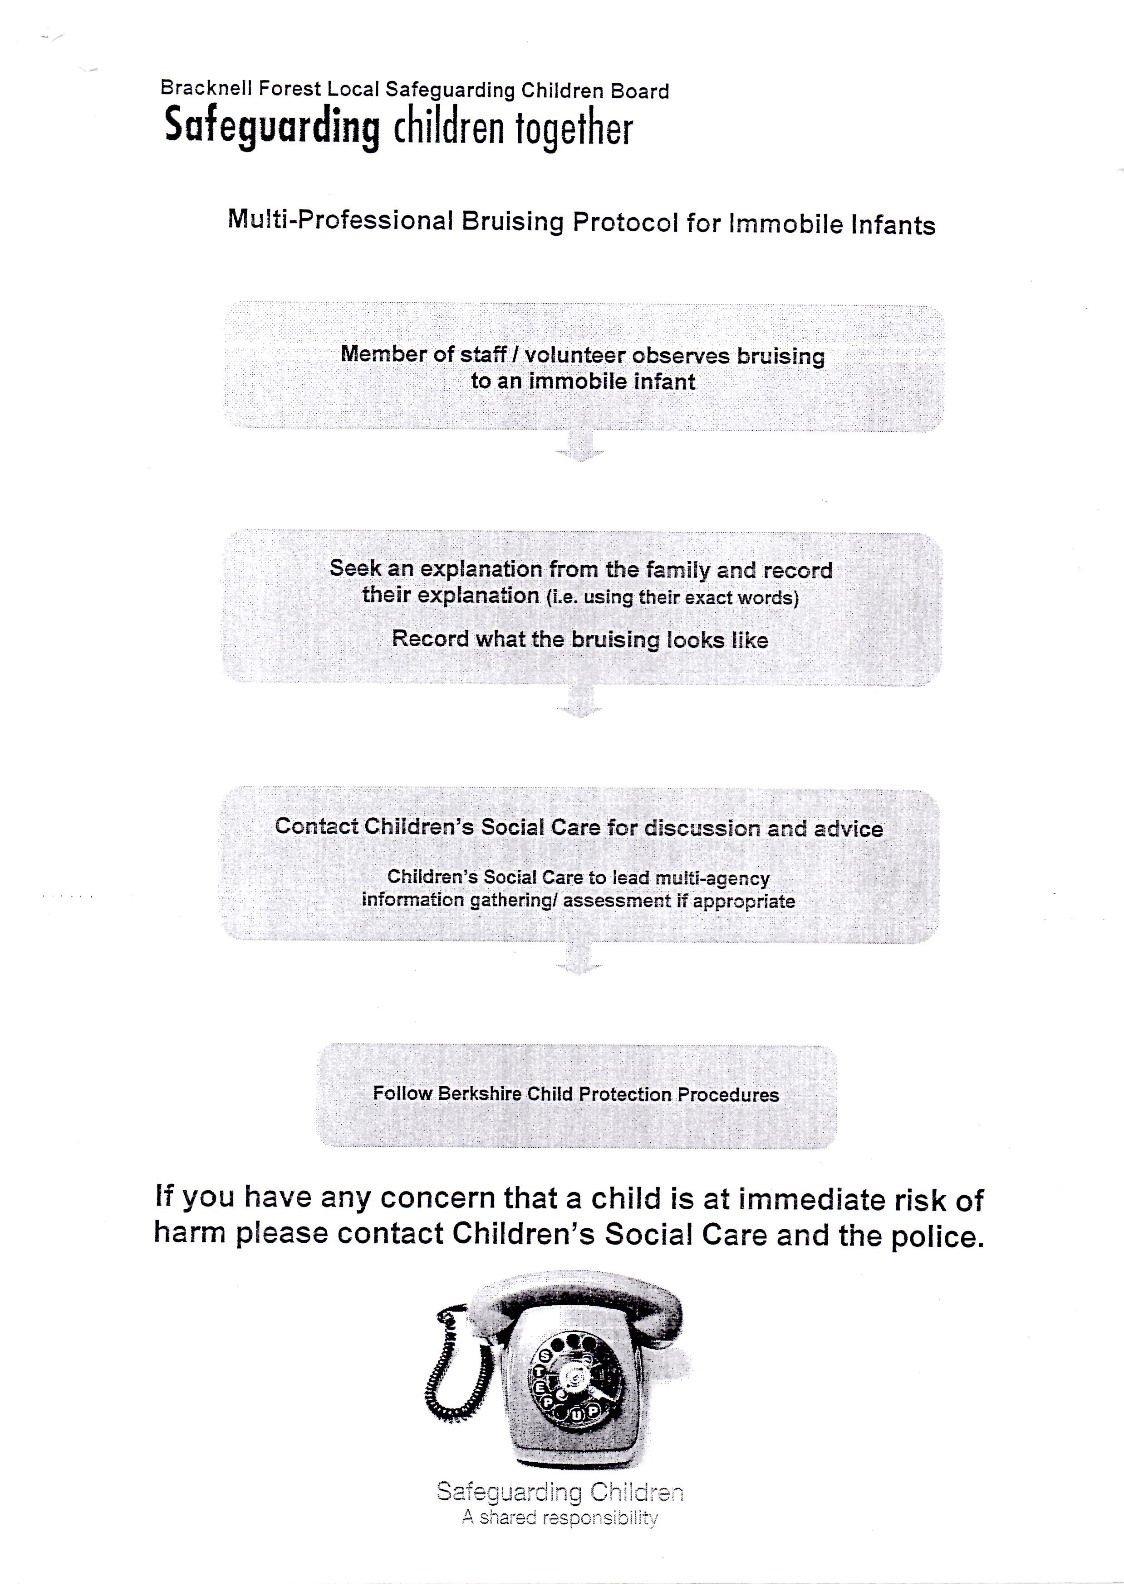 Bracknell Forest Local Safeguarding Children Board
Safeguarding children together
Multi-Professional Bruising Protocol for Immobile Infants
Member of staff / volunteer observes bruising
to an immobile infant
Seek an explanation from the family and record
their explanation (i.e. using their exact words)
Record what the bruising looks like
Contact Children's Social Care for discussion and advice
Children's Social Care to lead multi-agency
information gathering/ assessment if appropriate
Follow Berkshire Child Protection Procedures
If you have any concern that a child is at immediate risk of
harm please contact Children's Social Care and the police.
STEP UP
Safeguarding Children
A shared responsibility